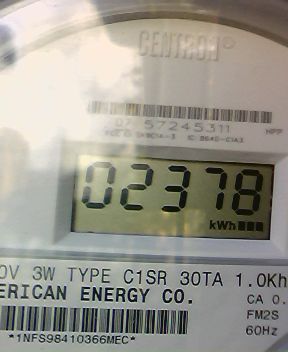 CENTRON®
57245311
02378
kWh
0V 3W TYPE C1SR 30TA 1.0Kh
ERICAN ENERGY CO.
CA 0.
FM2S
60Hz
*1NFS98410366MEC*